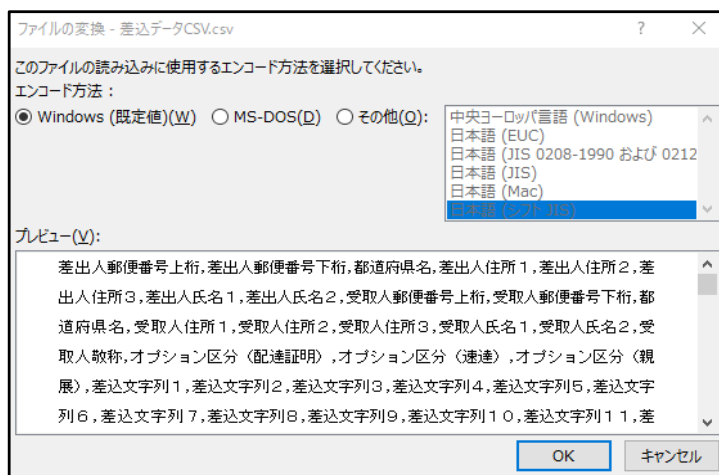 ファイルの変換 - 差込データCSV.csv
このファイルの読み込みに使用するエンコード方法を選択してください。
エンコード方法：
Windows (既定値)(W) MS-DOS(D) その他(O):
中央ヨーロッパ言語 (Windows)
日本語 (EUC)
日本語 (JIS 0208-1990 および 0212
日本語 (JIS)
日本語 (Mac)
日本語 (シフト JIS)
プレビュー(V):
差出人郵便番号上桁,差出人郵便番号下桁,都道府県名,差出人住所１,差出人住所２,差
出人住所３,差出人氏名１,差出人氏名２,受取人郵便番号上桁,受取人郵便番号下桁,都
道府県名,受取人住所１,受取人住所２,受取人住所３,受取人氏名１,受取人氏名２,受
取人敬称,オプション区分（配達証明）,オプション区分（速達）,オプション区分（親
展）,差込文字列１,差込文字列２,差込文字列３,差込文字列４,差込文字列５,差込文字
列６,差込文字列７,差込文字列８,差込文字列９,差込文字列１０,差込文字列１１,差
OK キャンセル